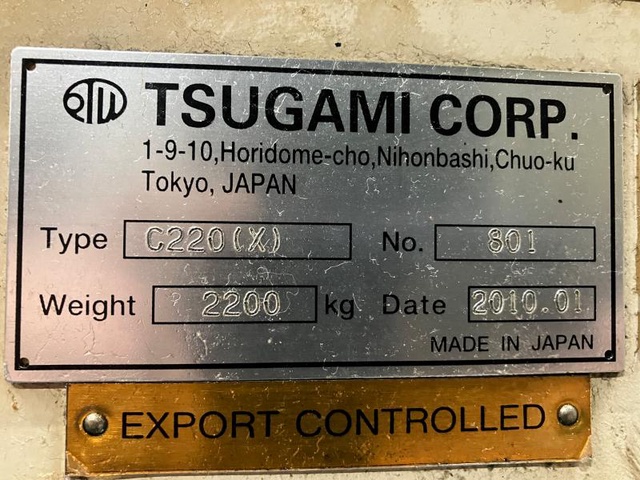 TSUGAMI CORP.
1-9-10,Horidome-cho,Nihonbashi,Chuo-ku
Tokyo, JAPAN
Type C220(X) No. 801
Weight 2200 kg Date 2010.01
MADE IN JAPAN
EXPORT CONTROLLED